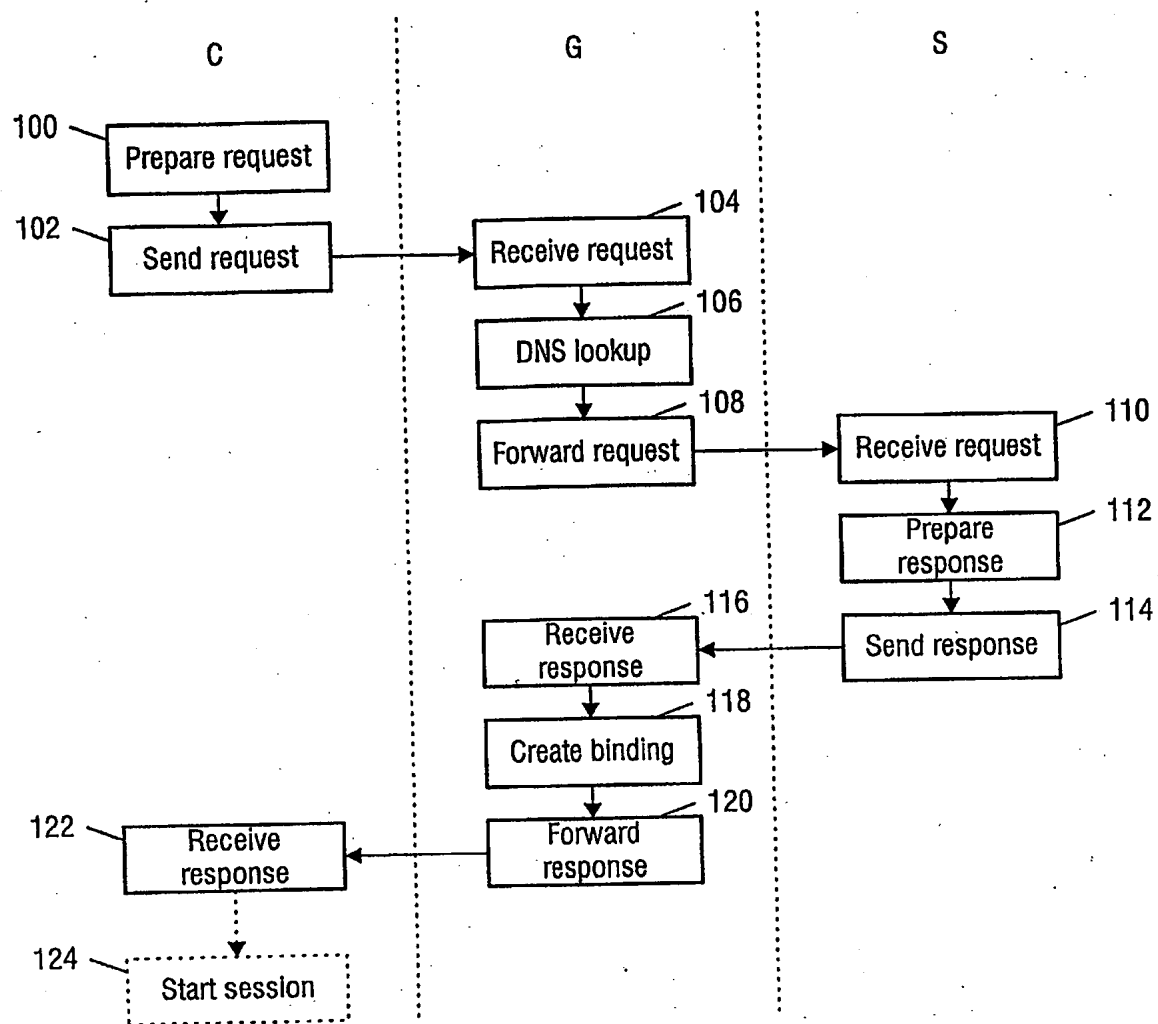 C
G
S
100
Prepare request
102
Send request
104
Receive request
106
DNS lookup
108
Forward request
110
Receive request
112
Prepare
response
114
Send response
116
Receive
response
118
Create binding
120
Forward
response
122
Receive
response
124
Start session